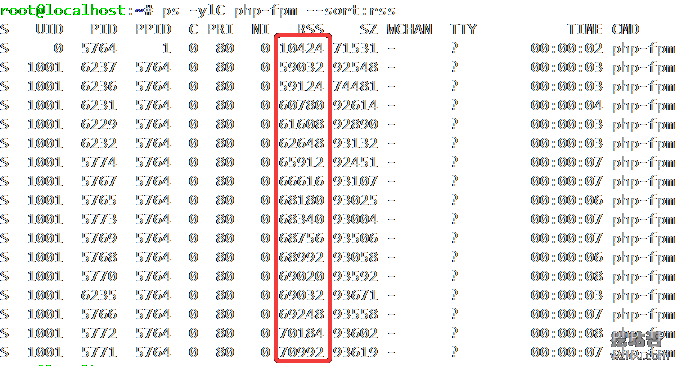 root@localhost:~# ps -ylC php-fpm --sort:rss
S UID PID PPID C PRI NI RSS SZ WCHAN TTY TIME CMD
S 0 5764 1 0 80 0 10424 71531 - ? 00:00:02 php-fpm
S 1001 6237 5764 0 80 0 59032 92548 - ? 00:00:03 php-fpm
S 1001 6236 5764 0 80 0 59124 74481 - ? 00:00:03 php-fpm
S 1001 6231 5764 0 80 0 60780 92614 - ? 00:00:04 php-fpm
S 1001 6229 5764 0 80 0 61608 92890 - ? 00:00:03 php-fpm
S 1001 6232 5764 0 80 0 62648 93132 - ? 00:00:03 php-fpm
S 1001 5774 5764 0 80 0 65912 92451 - ? 00:00:07 php-fpm
S 1001 5767 5764 0 80 0 66616 93107 - ? 00:00:07 php-fpm
S 1001 5765 5764 0 80 0 68180 93025 - ? 00:00:06 php-fpm
S 1001 5773 5764 0 80 0 68340 93004 - ? 00:00:07 php-fpm
S 1001 5769 5764 0 80 0 68756 93506 - ? 00:00:07 php-fpm
S 1001 5768 5764 0 80 0 68992 93058 - ? 00:00:06 php-fpm
S 1001 5770 5764 0 80 0 69020 93592 - ? 00:00:08 php-fpm
S 1001 6235 5764 0 80 0 69032 93671 - ? 00:00:03 php-fpm
S 1001 5766 5764 0 80 0 69248 93558 - ? 00:00:07 php-fpm
S 1001 5772 5764 0 80 0 70184 93602 - ? 00:00:08 php-fpm
S 1001 5771 5764 0 80 0 70992 93619 - ? 00:00:07 php-fpm